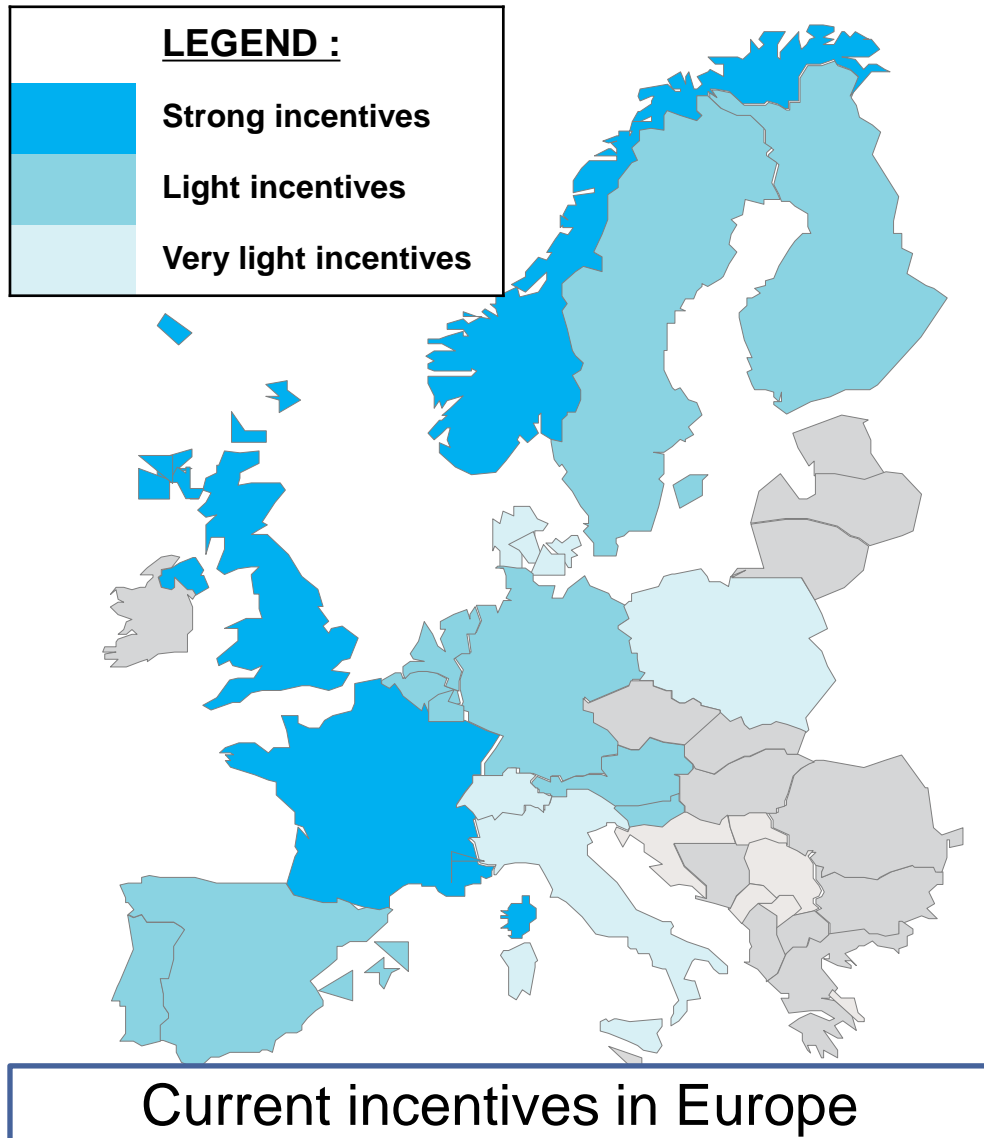 LEGEND :
Strong incentives
Light incentives
Very light incentives
Current incentives in Europe